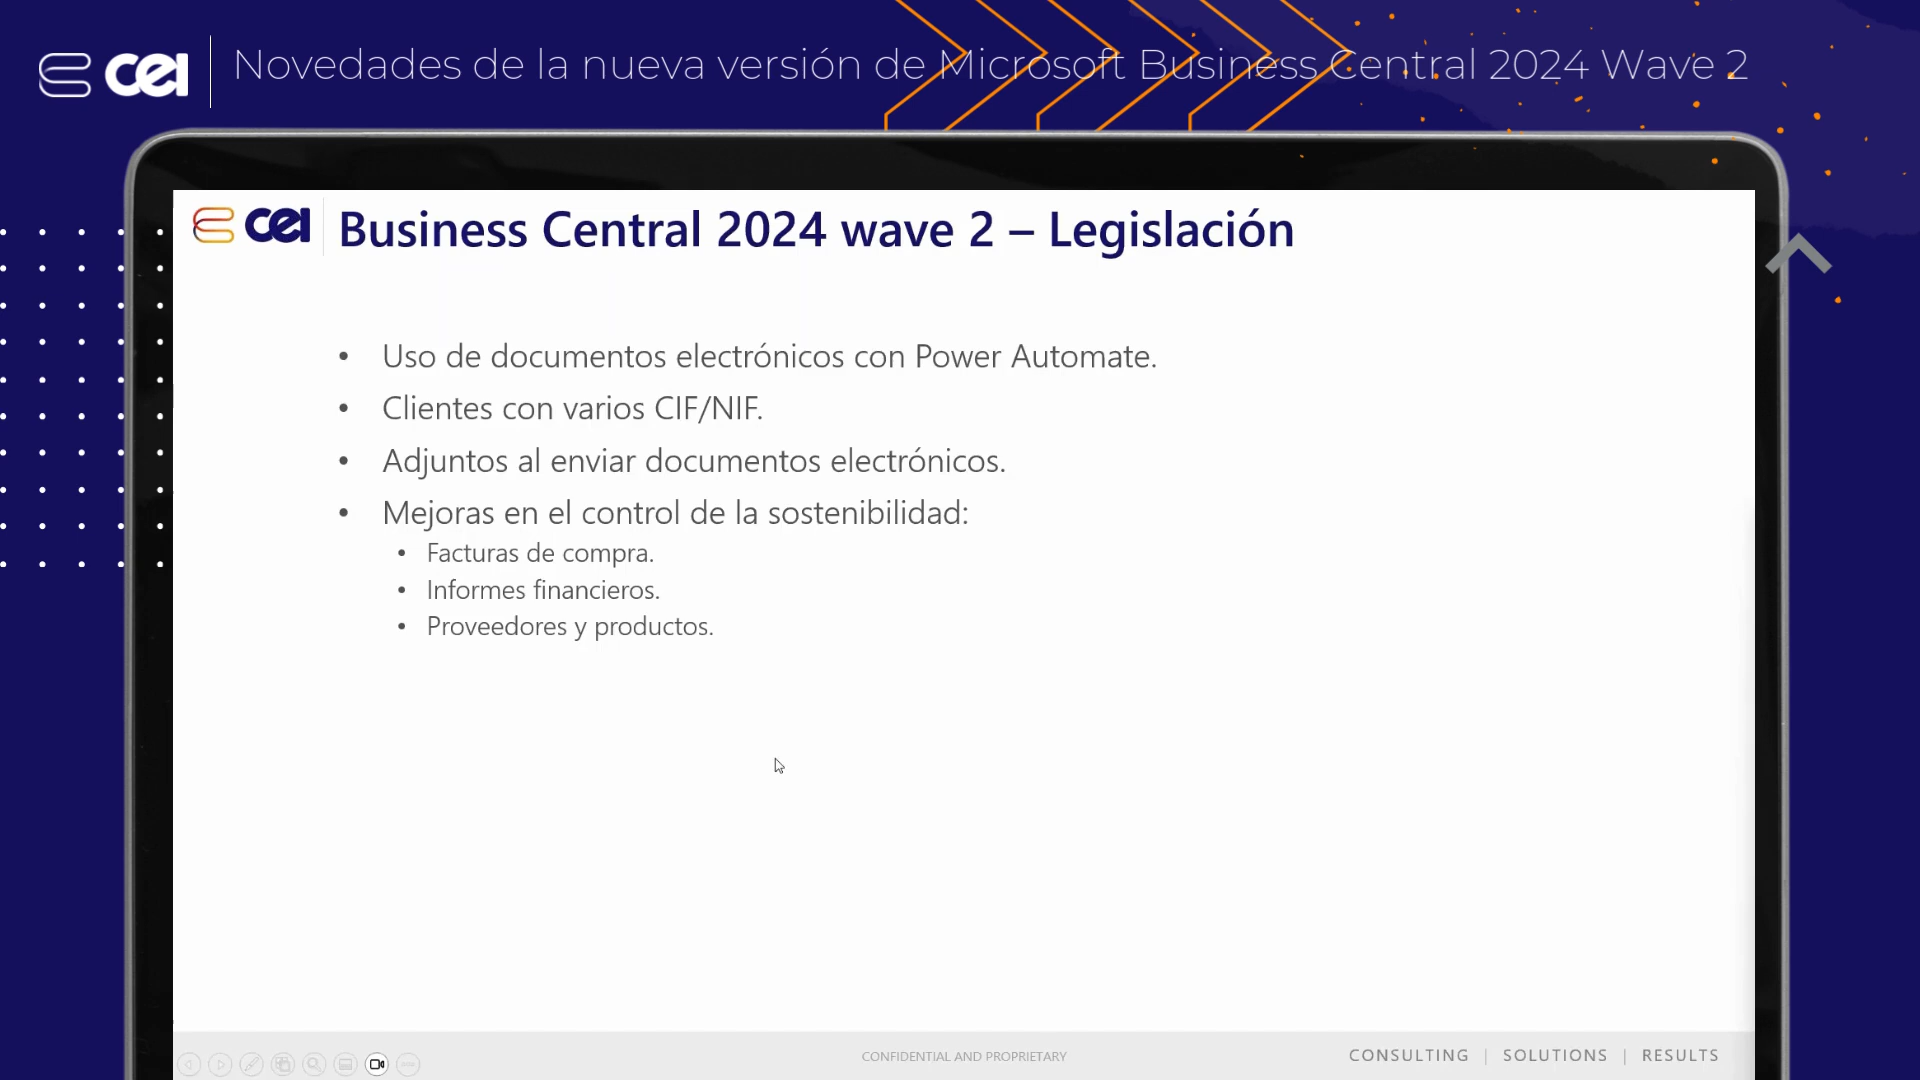 cei
Novedades de la nueva versión de Microsoft Business Central 2024 Wave 2
cei
Business Central 2024 wave 2 – Legislación
• Uso de documentos electrónicos con Power Automate.
• Clientes con varios CIF/NIF.
• Adjuntos al enviar documentos electrónicos.
• Mejoras en el control de la sostenibilidad:
• Facturas de compra.
• Informes financieros.
• Proveedores y productos.
CONFIDENTIAL AND PROPRIETARY
CONSULTING | SOLUTIONS | RESULTS